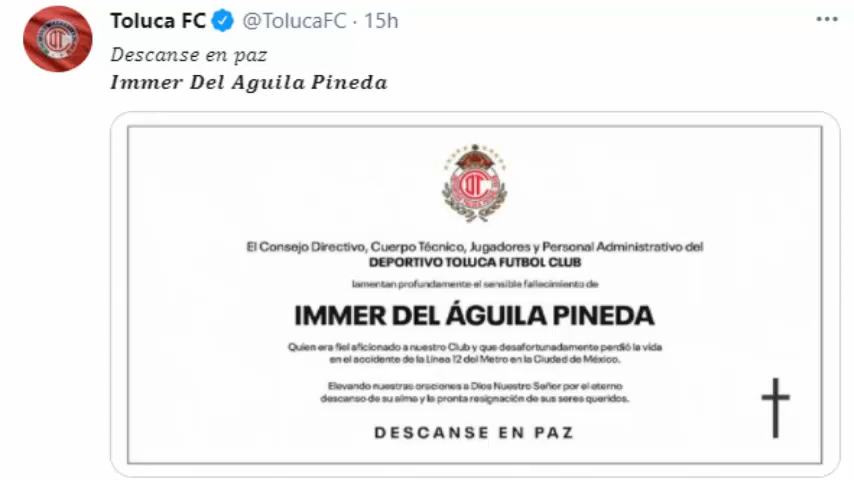 Toluca FC @TolucaFC · 15h
Descanse en paz
Immer Del Aguila Pineda
El Consejo Directivo, Cuerpo Técnico, Jugadores y Personal Administrativo del
DEPORTIVO TOLUCA FUTBOL CLUB
lamentan profundamente el sensible fallecimiento de
IMMER DEL ÁGUILA PINEDA
Quien era fiel aficionado a nuestro Club y que desafortunadamente perdió la vida
en el accidente de la Línea 12 del Metro en la Ciudad de México.
Elevando nuestras oraciones a Dios Nuestro Señor por el eterno
descanso de su alma y la pronta resignación de sus seres queridos.
DESCANSE EN PAZ